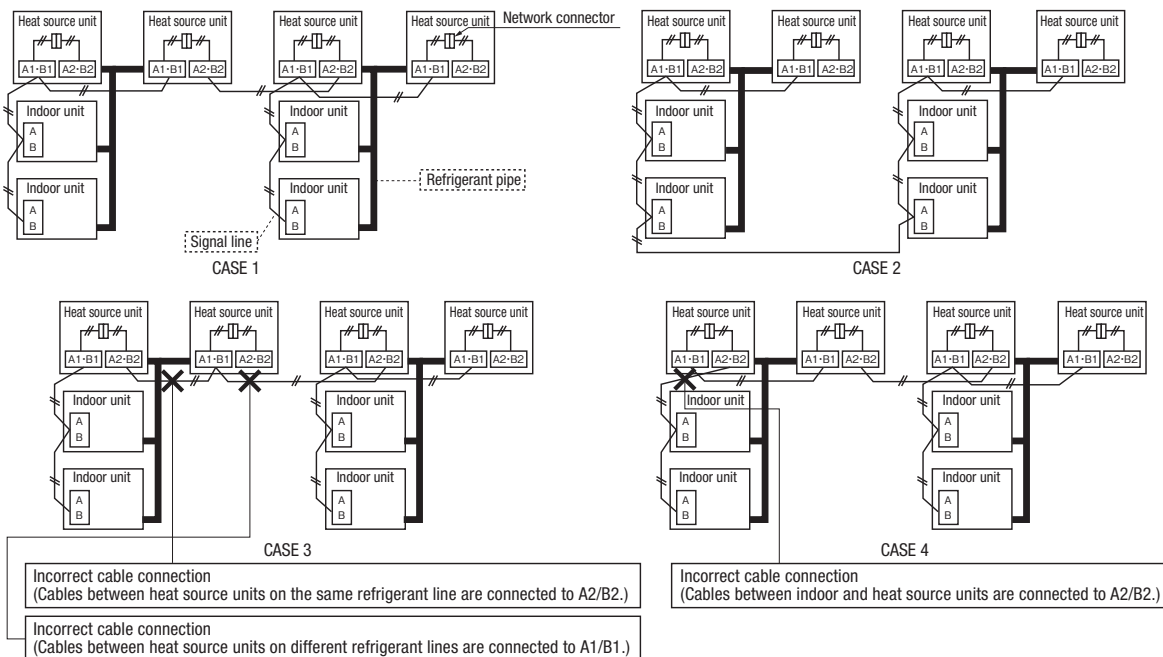 Heat source unit
A1·B1 A2·B2
Heat source unit
A1·B1 A2·B2
Heat source unit
A1·B1 A2·B2
Heat source unit
A1·B1 A2·B2
Network connector
Indoor unit
A
B
Indoor unit
A
B
Indoor unit
A
B
Indoor unit
A
B
Refrigerant pipe
Signal line
CASE 1
Heat source unit
A1·B1 A2·B2
Heat source unit
A1·B1 A2·B2
Heat source unit
A1·B1 A2·B2
Heat source unit
A1·B1 A2·B2
Indoor unit
A
B
Indoor unit
A
B
Indoor unit
A
B
Indoor unit
A
B
CASE 2
Heat source unit
A1·B1 A2·B2
Heat source unit
A1·B1 A2·B2
Heat source unit
A1·B1 A2·B2
Heat source unit
A1·B1 A2·B2
Indoor unit
A
B
Indoor unit
A
B
Indoor unit
A
B
Indoor unit
A
B
CASE 3
Incorrect cable connection
(Cables between heat source units on the same refrigerant line are connected to A2/B2.)
Incorrect cable connection
(Cables between heat source units on different refrigerant lines are connected to A1/B1.)
Heat source unit
A1·B1 A2·B2
Heat source unit
A1·B1 A2·B2
Heat source unit
A1·B1 A2·B2
Heat source unit
A1·B1 A2·B2
Indoor unit
A
B
Indoor unit
A
B
Indoor unit
A
B
Indoor unit
A
B
CASE 4
Incorrect cable connection
(Cables between indoor and heat source units are connected to A2/B2.)